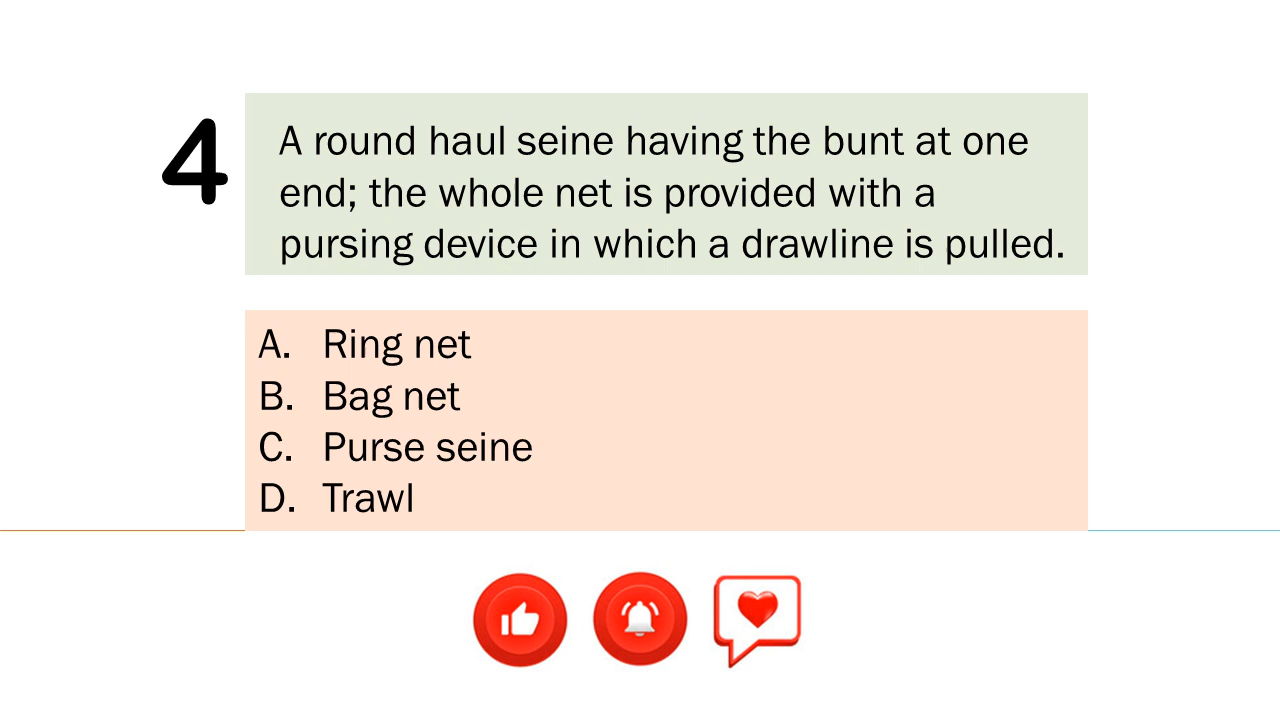 4
A round haul seine having the bunt at one
end; the whole net is provided with a
pursing device in which a drawline is pulled.
A. Ring net
B. Bag net
C. Purse seine
D. Trawl